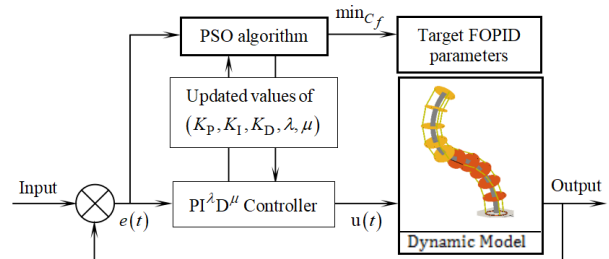 PSO algorithm
min_{C_f}
Target FOPID
parameters
Updated values of
(K_P, K_I, K_D, λ, μ)
Input
e(t)
PI^λD^μ Controller
u(t)
Output
Dynamic Model